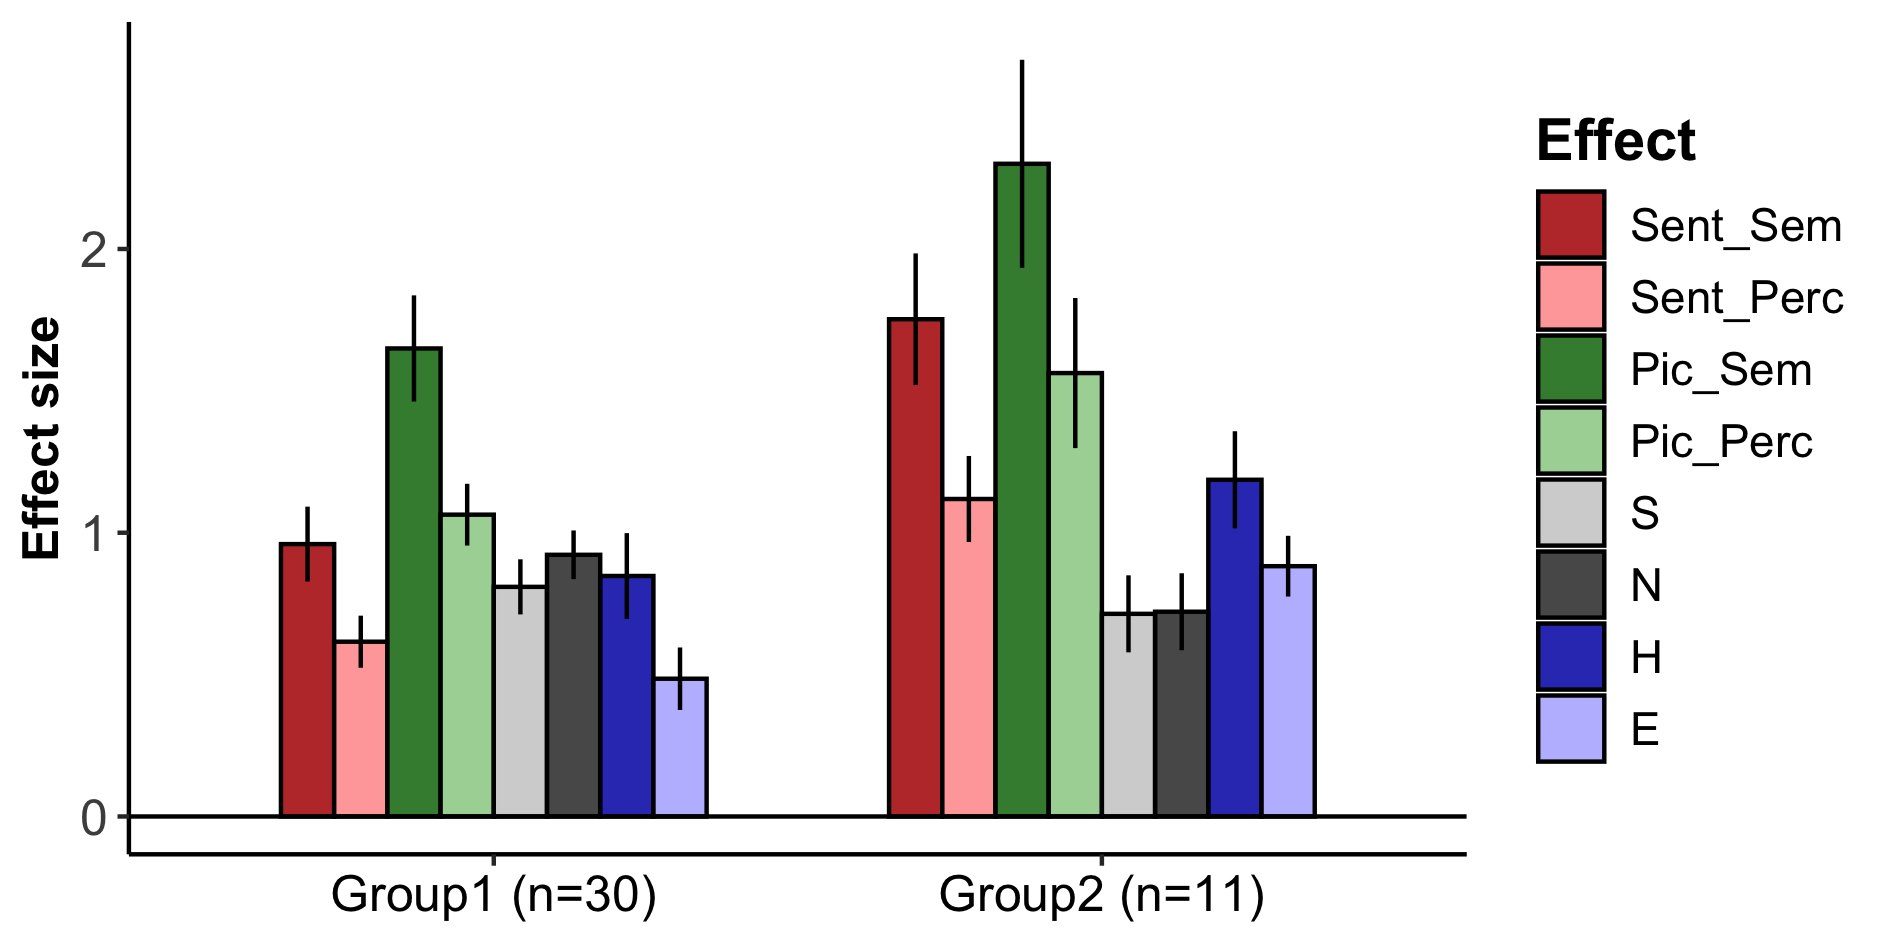 Effect size
2
1
0
Group1 (n=30)
Group2 (n=11)
Effect
Sent_Sem
Sent_Perc
Pic_Sem
Pic_Perc
S
N
H
E